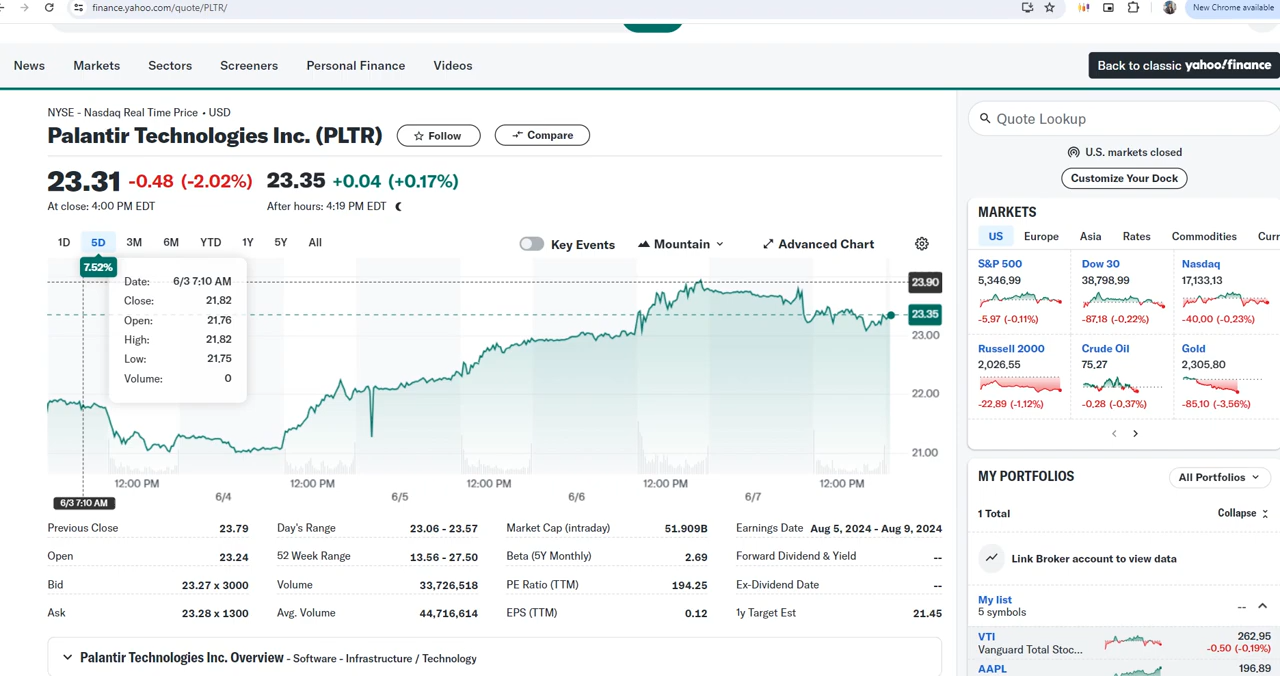 finance.yahoo.com/quote/PLTR/
New Chrome available
News Markets Sectors Screeners Personal Finance Videos
Back to classic yahoo!finance
NYSE - Nasdaq Real Time Price • USD
Palantir Technologies Inc. (PLTR)
Follow
Compare
23.31 -0.48 (-2.02%)
At close: 4:00 PM EDT
23.35 +0.04 (+0.17%)
After hours: 4:19 PM EDT
1D 5D 3M 6M YTD 1Y 5Y All
Key Events
Mountain
Advanced Chart
7.52%
Date: 6/3 7:10 AM
Close: 21,82
Open: 21,76
High: 21,82
Low: 21,75
Volume: 0
23.90
23.35
23.00
22.00
21.00
12:00 PM 12:00 PM 12:00 PM 12:00 PM 12:00 PM
6/3 7:10 AM
6/4 6/5 6/6 6/7
Previous Close 23.79
Open 23.24
Bid 23.27 x 3000
Ask 23.28 x 1300
Day's Range 23.06 - 23.57
52 Week Range 13.56 - 27.50
Volume 33,726,518
Avg. Volume 44,716,614
Market Cap (intraday) 51.909B
Beta (5Y Monthly) 2.69
PE Ratio (TTM) 194.25
EPS (TTM) 0.12
Earnings Date Aug 5, 2024 - Aug 9, 2024
Forward Dividend & Yield --
Ex-Dividend Date --
1y Target Est 21.45
Palantir Technologies Inc. Overview - Software - Infrastructure / Technology
Quote Lookup
U.S. markets closed
Customize Your Dock
MARKETS
US Europe Asia Rates Commodities Curr
S&P 500
5,346,99
-5,97 (-0,11%)
Dow 30
38,798,99
-87,18 (-0,22%)
Nasdaq
17,133,13
-40,00 (-0,23%)
Russell 2000
2,026,55
-22,89 (-1,12%)
Crude Oil
75,27
-0,28 (-0,37%)
Gold
2,305,80
-85,10 (-3,56%)
MY PORTFOLIOS
All Portfolios
1 Total
Collapse
Link Broker account to view data
My list
5 symbols
--
VTI
Vanguard Total Stoc...
262,95
-0,50 (-0,19%)
AAPL
196,89